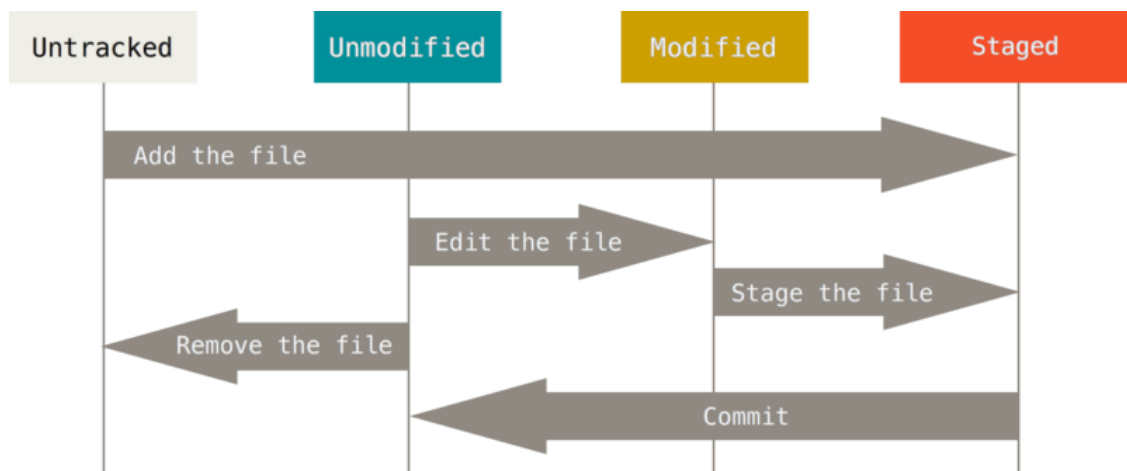 Untracked
Unmodified
Modified
Staged
Add the file
Edit the file
Stage the file
Remove the file
Commit